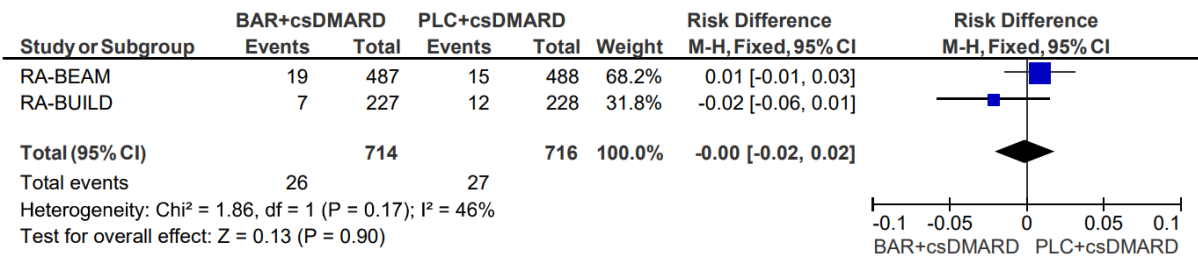 BAR+csDMARD PLC+csDMARD Risk Difference Risk Difference
Study or Subgroup Events Total Events Total Weight M-H, Fixed, 95% CI M-H, Fixed, 95% CI
RA-BEAM 19 487 15 488 68.2% 0.01 [-0.01, 0.03]
RA-BUILD 7 227 12 228 31.8% -0.02 [-0.06, 0.01]
Total (95% CI) 714 716 100.0% -0.00 [-0.02, 0.02]
Total events 26 27
Heterogeneity: Chi² = 1.86, df = 1 (P = 0.17); I² = 46%
Test for overall effect: Z = 0.13 (P = 0.90)
-0.1 -0.05 0 0.05 0.1
BAR+csDMARD PLC+csDMARD